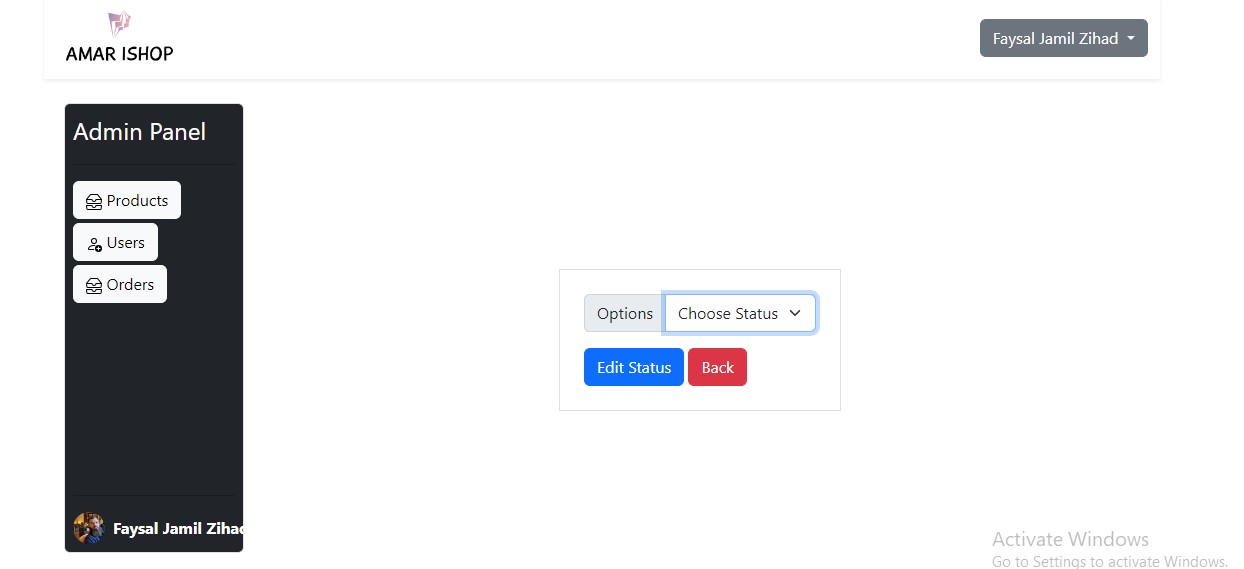 AMAR ISHOP
Faysal Jamil Zihad
Admin Panel
Products
Users
Orders
Options
Choose Status
Edit Status
Back
Faysal Jamil Zihad
Activate Windows
Go to Settings to activate Windows.